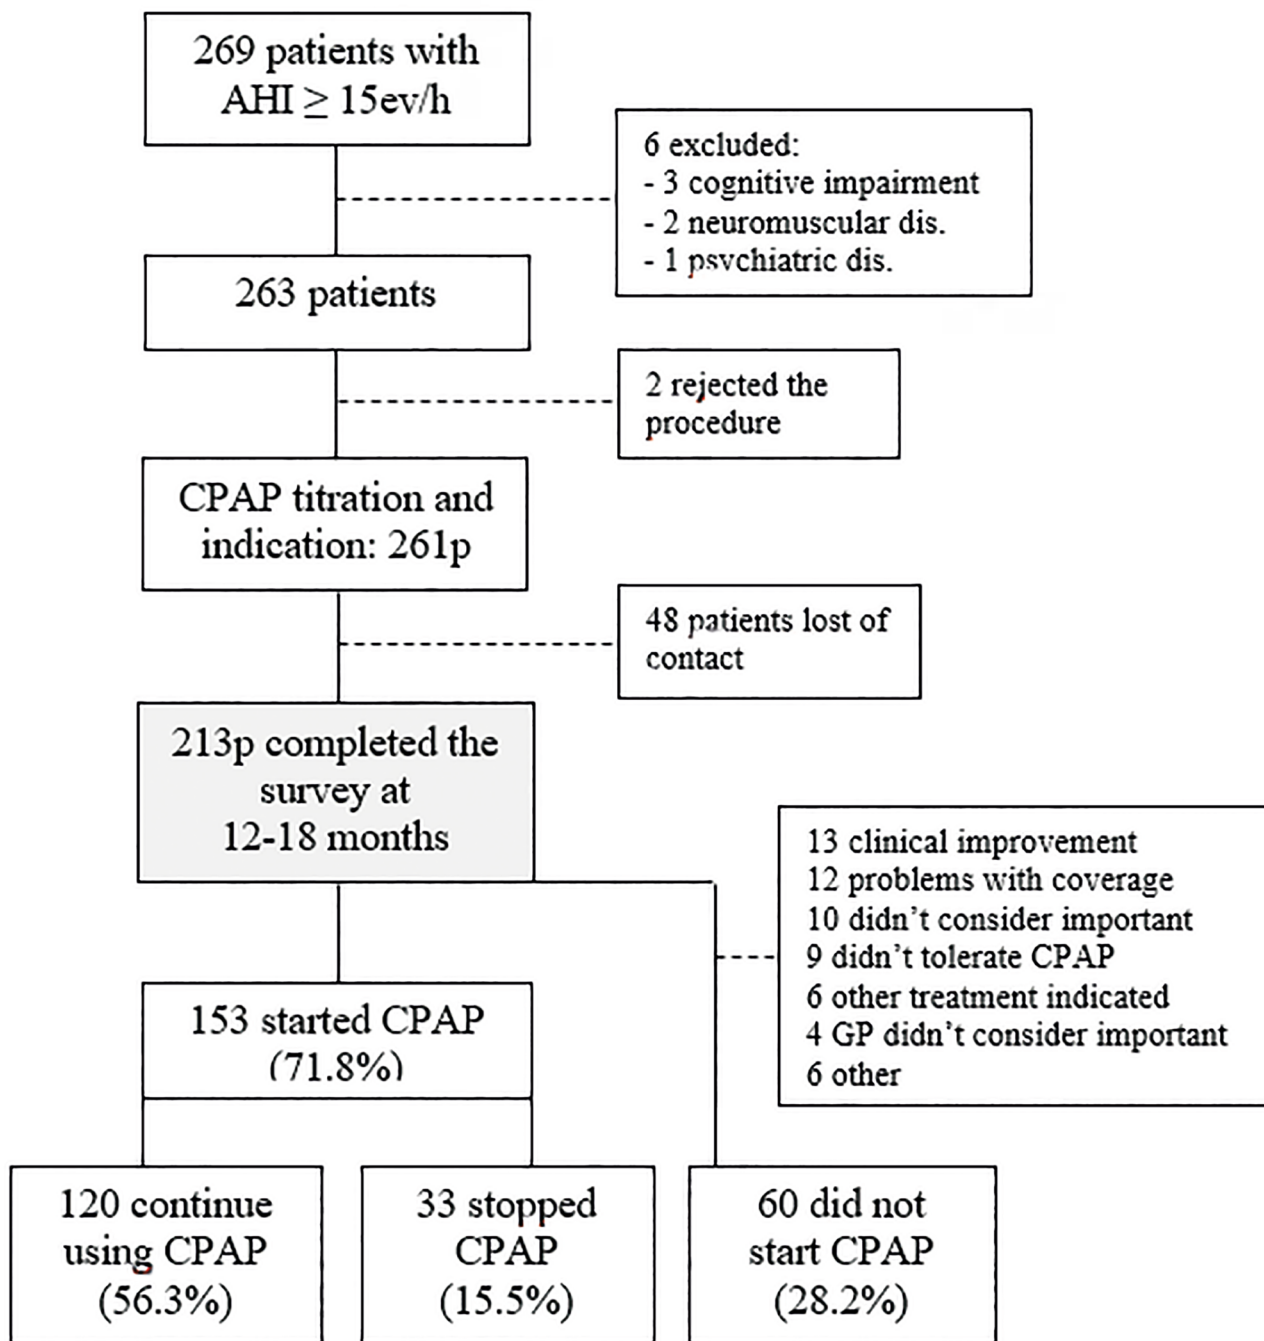 269 patients with
AHI ≥ 15ev/h
6 excluded:
- 3 cognitive impairment
- 2 neuromuscular dis.
- 1 psychiatric dis.
263 patients
2 rejected the
procedure
CPAP titration and
indication: 261p
48 patients lost of
contact
213p completed the
survey at
12-18 months
13 clinical improvement
12 problems with coverage
10 didn’t consider important
9 didn’t tolerate CPAP
6 other treatment indicated
4 GP didn’t consider important
6 other
153 started CPAP
(71.8%)
120 continue
using CPAP
(56.3%)
33 stopped
CPAP
(15.5%)
60 did not
start CPAP
(28.2%)